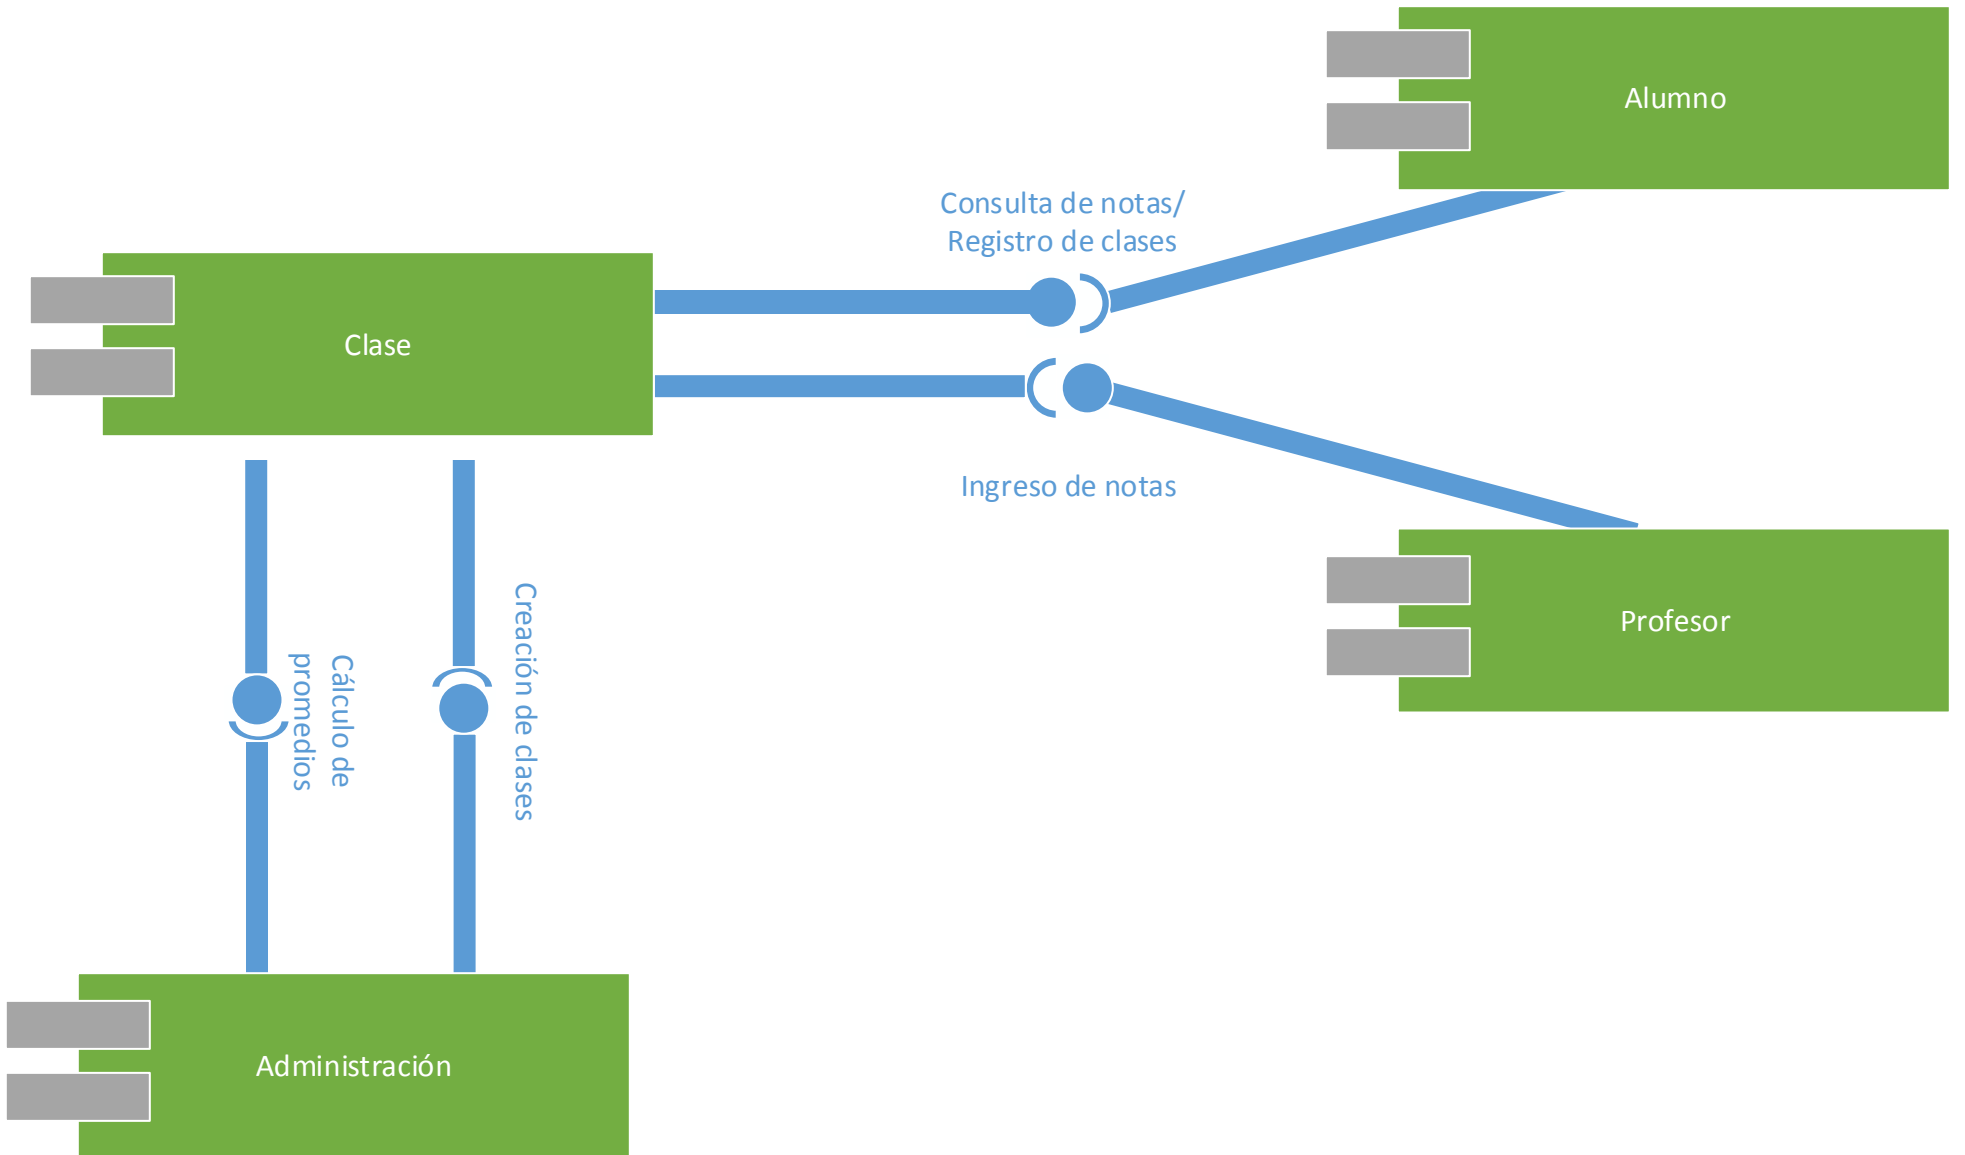 Alumno
Consulta de notas/
Registro de clases
Clase
Ingreso de notas
Profesor
Cálculo de
promedios
Creación de clases
Administración